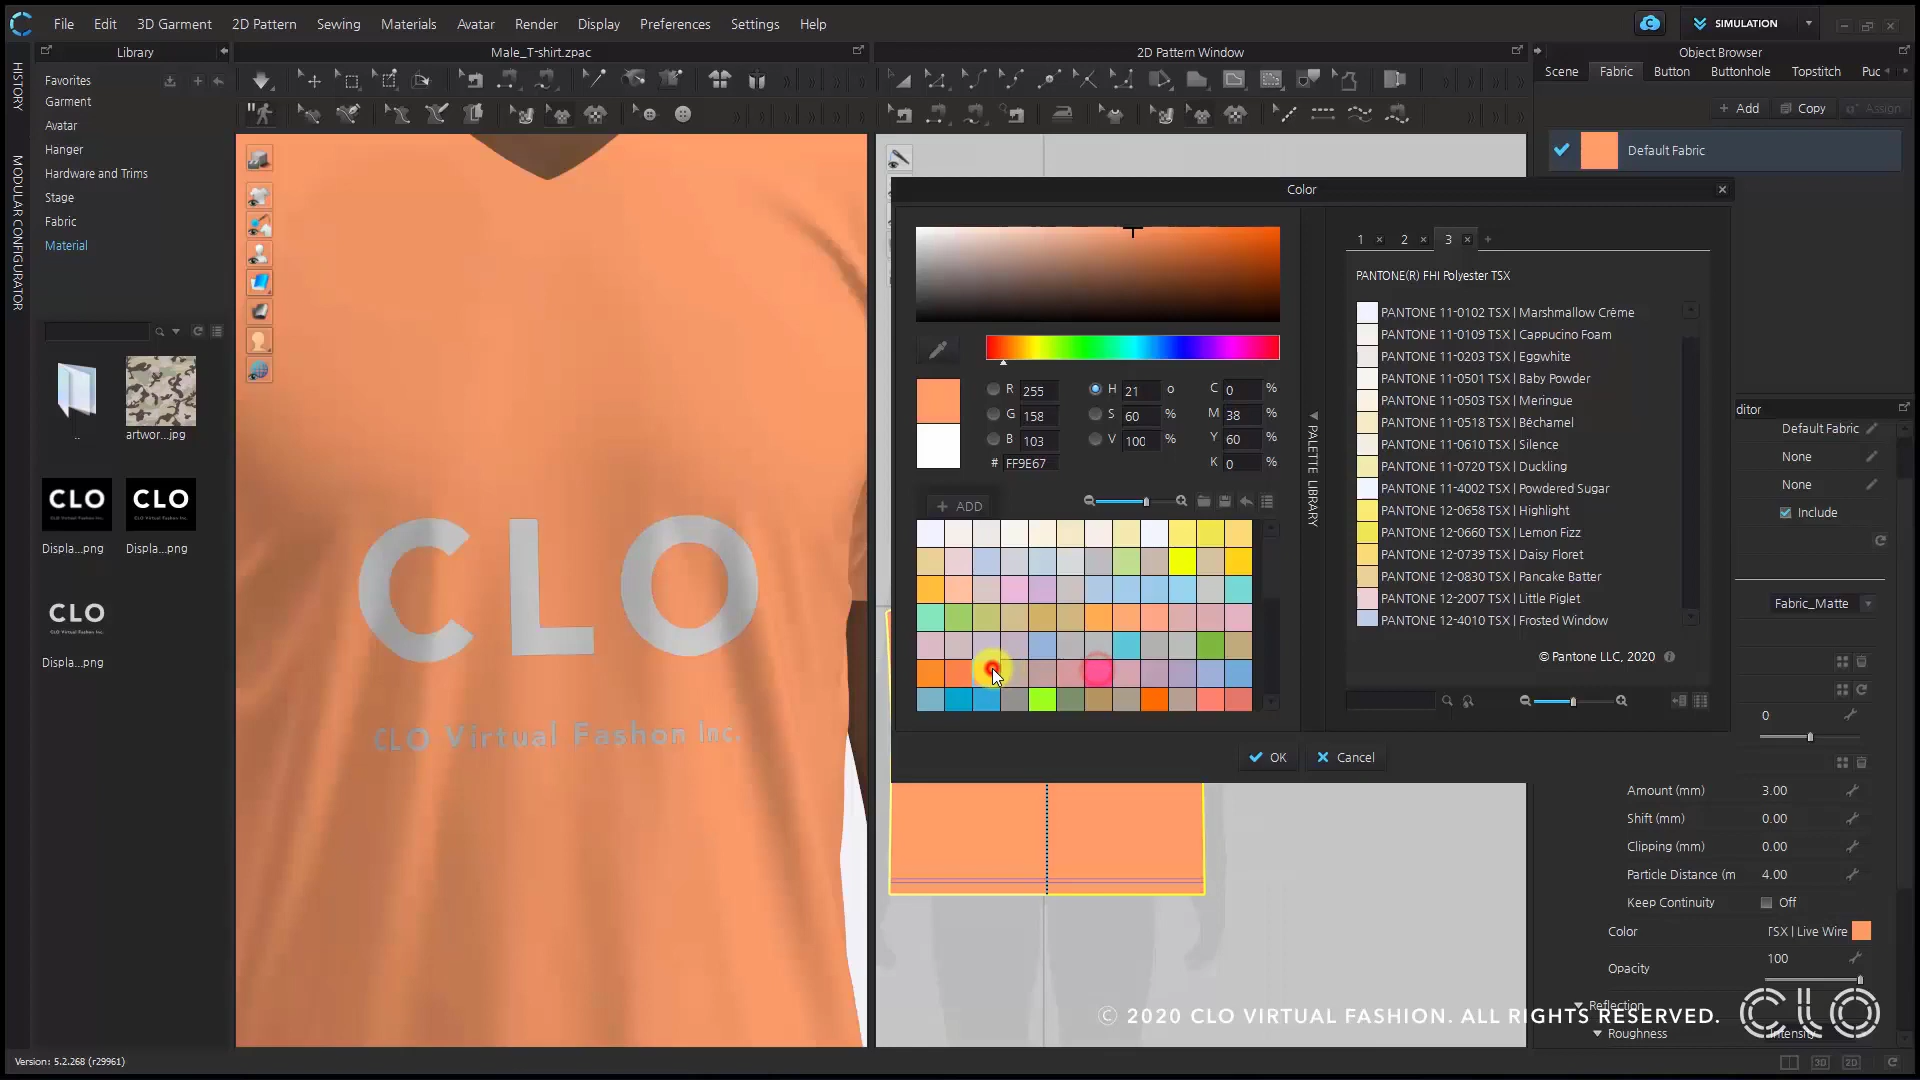 File Edit 3D Garment 2D Pattern Sewing Materials Avatar Render Display Preferences Settings Help
SIMULATION
Library
Male_T-shirt.zpac
2D Pattern Window
Object Browser
Scene Fabric Button Buttonhole Topstitch Puc
Add Copy Assign
Default Fabric
HISTORY
MODULAR CONFIGURATOR
Favorites
Garment
Avatar
Hanger
Hardware and Trims
Stage
Fabric
Material
..
artwor...jpg
CLO
CLO
Displa...png
Displa...png
CLO
Displa...png
CLO
CLO Virtual Fashon Inc.
Color
R 255
G 158
B 103
# FF9E67
H 21 o
S 60 %
V 100 %
C 0 %
M 38 %
Y 60 %
K 0 %
+ ADD
OK
Cancel
PALETTE LIBRARY
1 2 3
PANTONE(R) FHI Polyester TSX
PANTONE 11-0102 TSX | Marshmallow Crème
PANTONE 11-0109 TSX | Cappucino Foam
PANTONE 11-0203 TSX | Eggwhite
PANTONE 11-0501 TSX | Baby Powder
PANTONE 11-0503 TSX | Meringue
PANTONE 11-0518 TSX | Béchamel
PANTONE 11-0610 TSX | Silence
PANTONE 11-0720 TSX | Duckling
PANTONE 11-4002 TSX | Powdered Sugar
PANTONE 12-0658 TSX | Highlight
PANTONE 12-0660 TSX | Lemon Fizz
PANTONE 12-0739 TSX | Daisy Floret
PANTONE 12-0830 TSX | Pancake Batter
PANTONE 12-2007 TSX | Little Piglet
PANTONE 12-4010 TSX | Frosted Window
© Pantone LLC, 2020
ditor
Default Fabric
None
None
Include
Fabric_Matte
0
Amount (mm) 3.00
Shift (mm) 0.00
Clipping (mm) 0.00
Particle Distance (m 4.00
Keep Continuity Off
Color TSX | Live Wire
Opacity 100
Reflection
Roughness Intensity
© 2020 CLO VIRTUAL FASHION. ALL RIGHTS RESERVED.
CLO
Version: 5.2.268 (r29961)
3D 2D